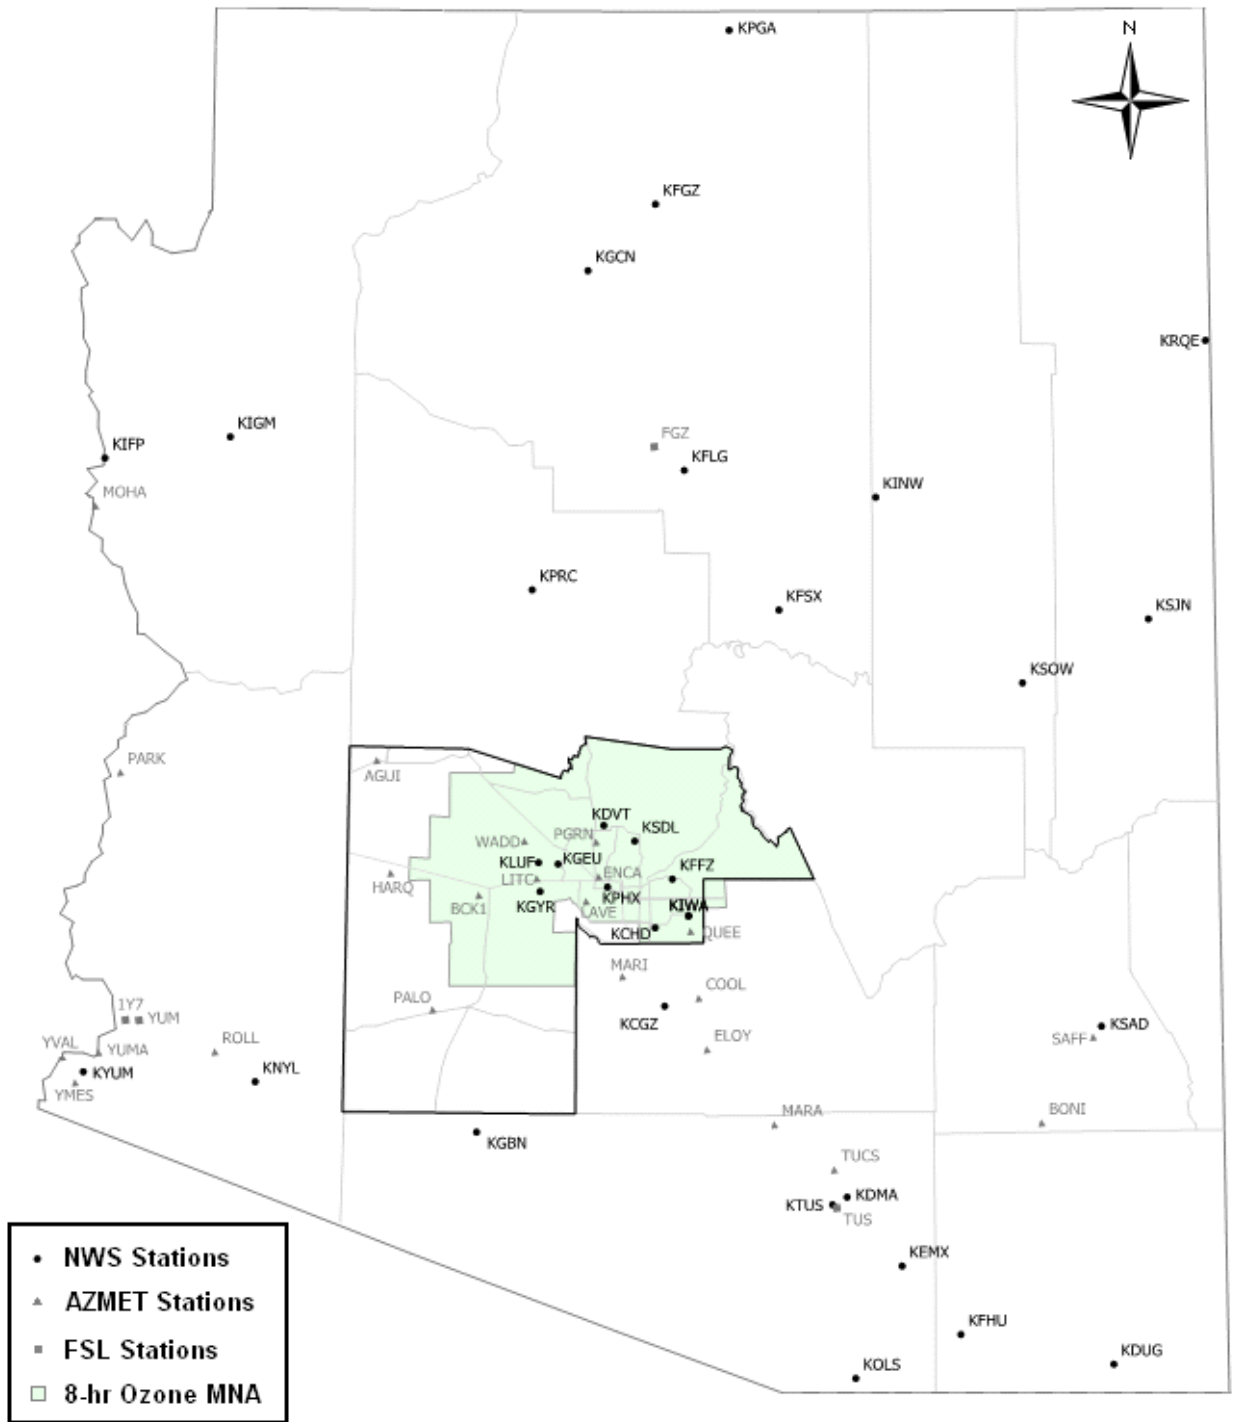 KPGA
N
KFGZ
KGCN
KRQE
KIGM
KIFP
FGZ
KFLG
MOHA
KINW
KPRC
KFSX
KSJN
KSOW
PARK
AGUI
KDVT
KSDL
WADD
PGRN
KLUF
KGEU
KFFZ
ENCA
LITC
HARQ
KPHX
BCK1
KGYR
LAVE
KIWA
KCHD
QUEE
MARI
COOL
PALO
1Y7
YUM
KCGZ
KSAD
ELOY
SAFF
ROLL
YVAL
YUMA
KYUM
KNYL
YMES
MARA
BONI
KGBN
TUCS
KDMA
KTUS
TUS
KEMX
KFHU
KDUG
KOLS
NWS Stations
AZMET Stations
FSL Stations
8-hr Ozone MNA